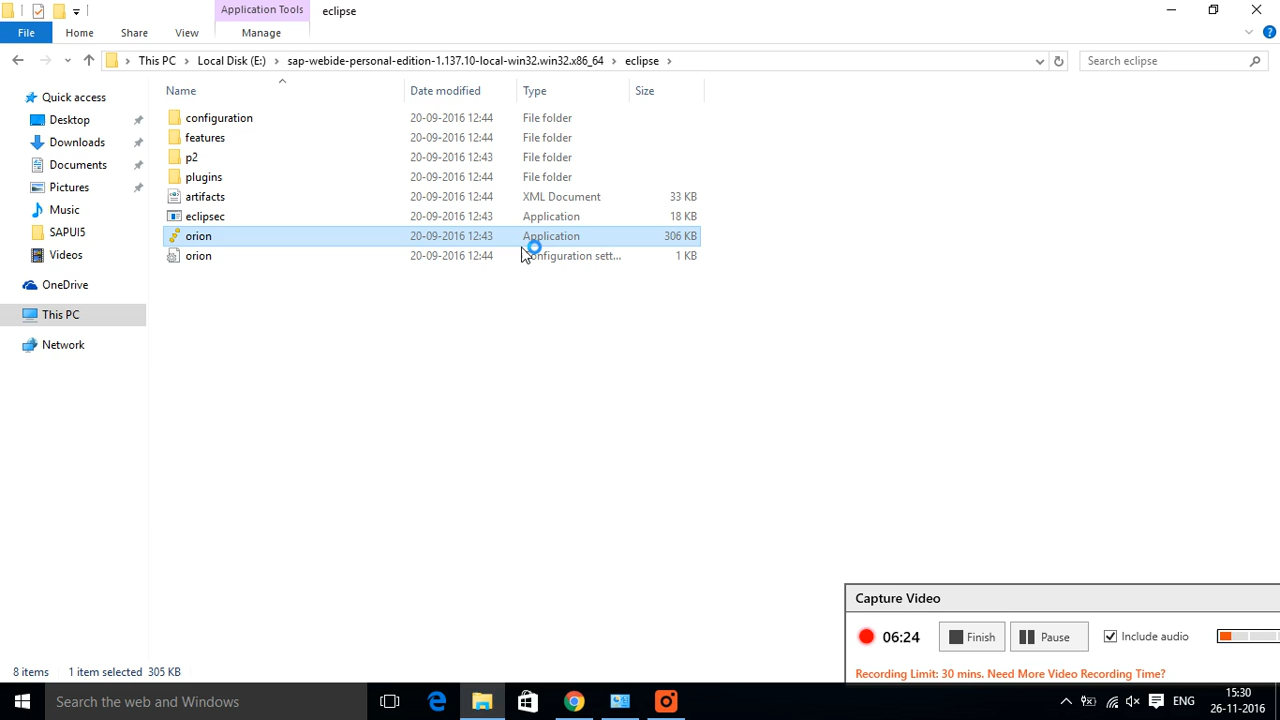 Application Tools eclipse
File Home Share View Manage
This PC Local Disk (E:) sap-webide-personal-edition-1.137.10-local-win32.win32.x86_64 eclipse Search eclipse
Name Date modified Type Size
Quick access
Desktop
Downloads
Documents
Pictures
Music
SAPUI5
Videos
OneDrive
This PC
Network
configuration 20-09-2016 12:44 File folder
features 20-09-2016 12:44 File folder
p2 20-09-2016 12:43 File folder
plugins 20-09-2016 12:44 File folder
artifacts 20-09-2016 12:44 XML Document 33 KB
eclipsec 20-09-2016 12:43 Application 18 KB
orion 20-09-2016 12:43 Application 306 KB
orion 20-09-2016 12:44 onfiguration sett... 1 KB
Capture Video
06:24 Finish Pause Include audio
Recording Limit: 30 mins. Need More Video Recording Time?
8 items 1 item selected 305 KB
Search the web and Windows
ENG
15:30
26-11-2016